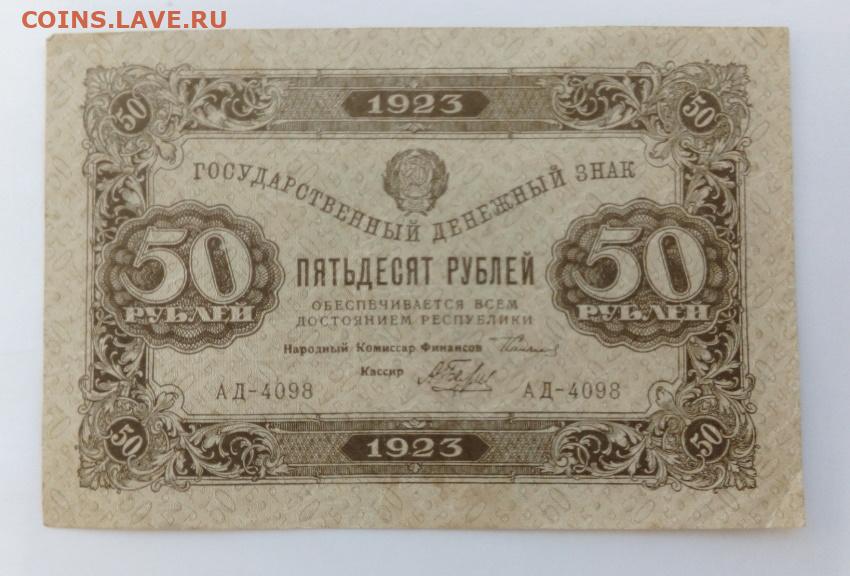 COINS.LAVE.RU
50 1923 50
ГОСУДАРСТВЕННЫЙ ДЕНЕЖНЫЙ ЗНАК
50 РУБЛЕЙ
ПЯТЬДЕСЯТ РУБЛЕЙ
50 РУБЛЕЙ
ОБЕСПЕЧИВАЕТСЯ ВСЕМ
ДОСТОЯНИЕМ РЕСПУБЛИКИ
Народный Комиссар Финансов
Кассир
АД-4098 АД-4098
50 1923 50